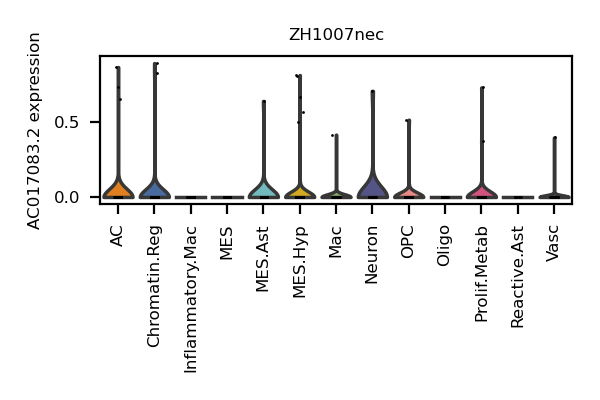 ZH1007nec
AC017083.2 expression
0.5
0.0
AC
Chromatin.Reg
Inflammatory.Mac
MES
MES.Ast
MES.Hyp
Mac
Neuron
OPC
Oligo
Prolif.Metab
Reactive.Ast
Vasc